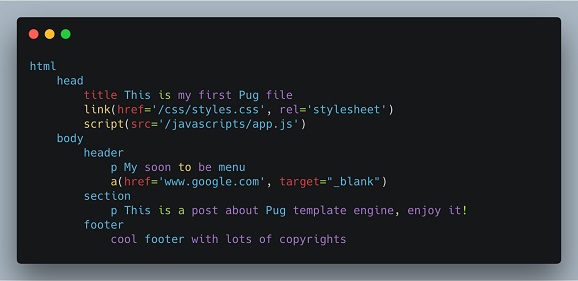 html
    head
        title This is my first Pug file
        link(href='/css/styles.css', rel='stylesheet')
        script(src='/javascripts/app.js')
    body
        header
            p My soon to be menu
            a(href='www.google.com', target="_blank")
        section
            p This is a post about Pug template engine, enjoy it!
        footer
            cool footer with lots of copyrights